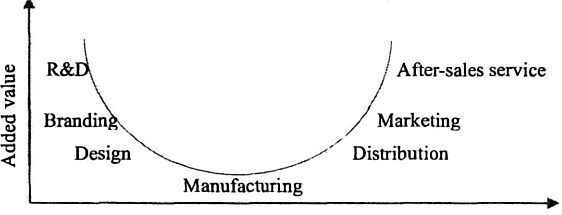 Added value
R&D
After-sales service
Branding
Marketing
Design
Distribution
Manufacturing